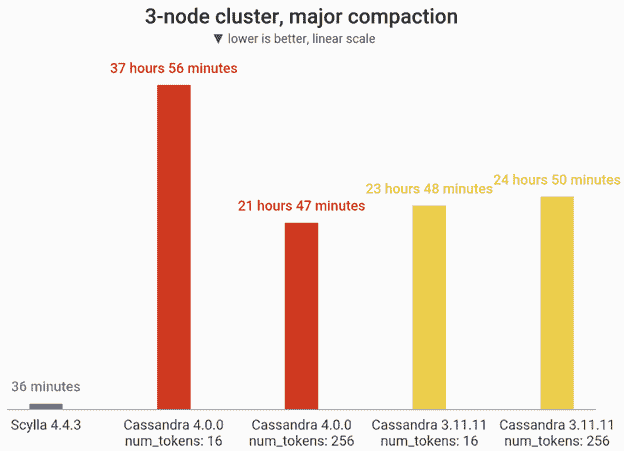 3-node cluster, major compaction
▼ lower is better, linear scale
37 hours 56 minutes
21 hours 47 minutes
23 hours 48 minutes
24 hours 50 minutes
36 minutes
Scylla 4.4.3
Cassandra 4.0.0
num_tokens: 16
Cassandra 4.0.0
num_tokens: 256
Cassandra 3.11.11
num_tokens: 16
Cassandra 3.11.11
num_tokens: 256